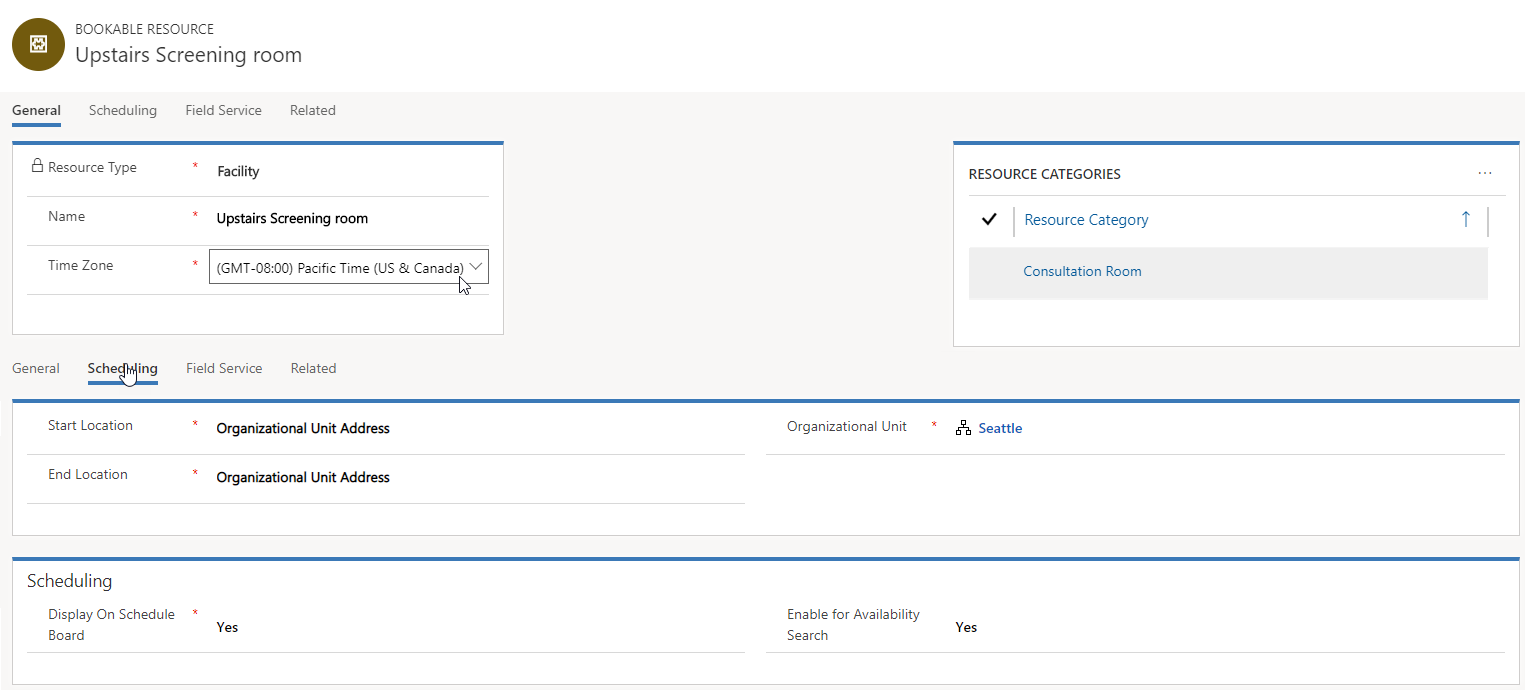 BOOKABLE RESOURCE
Upstairs Screening room
General Scheduling Field Service Related
Resource Type * Facility
Name * Upstairs Screening room
Time Zone * (GMT-08:00) Pacific Time (US & Canada)
RESOURCE CATEGORIES ...
Resource Category ↑
Consultation Room
General Scheduling Field Service Related
Start Location * Organizational Unit Address
Organizational Unit * Seattle
End Location * Organizational Unit Address
Scheduling
Display On Schedule
Board
* Yes
Enable for Availability
Search
Yes